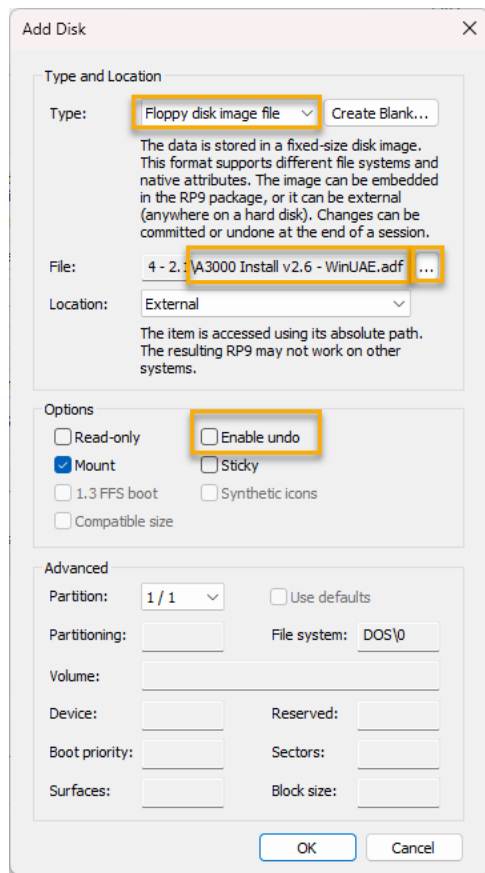 Add Disk
Type and Location
Type: Floppy disk image file Create Blank...
The data is stored in a fixed-size disk image.
This format supports different file systems and
native attributes. The image can be embedded
in the RP9 package, or it can be external
(anywhere on a hard disk). Changes can be
committed or undone at the end of a session.
File: 4 - 2.1\A3000 Install v2.6 - WinUAE.adf ...
Location: External
The item is accessed using its absolute path.
The resulting RP9 may not work on other
systems.
Options
Read-only Enable undo
Mount Sticky
1.3 FFS boot Synthetic icons
Compatible size
Advanced
Partition: 1 / 1 Use defaults
Partitioning: File system: DOS\0
Volume:
Device: Reserved:
Boot priority: Sectors:
Surfaces: Block size:
OK Cancel